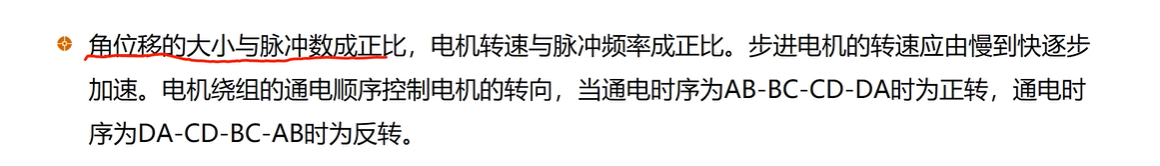 角位移的大小与脉冲数成正比，电机转速与脉冲频率成正比。步进电机的转速应由慢到快逐步
加速。电机绕组的通电顺序控制电机的转向，当通电时序为AB-BC-CD-DA时为正转，通电时
序为DA-CD-BC-AB时为反转。